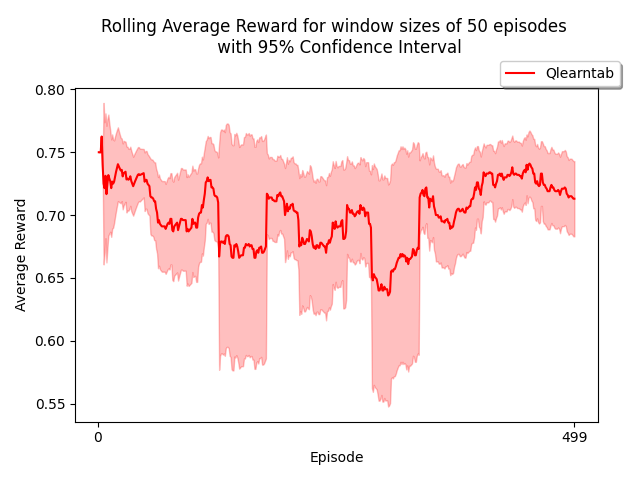 Rolling Average Reward for window sizes of 50 episodes
with 95% Confidence Interval
Qlearntab
0.80
0.75
0.70
0.65
0.60
0.55
Average Reward
0
499
Episode